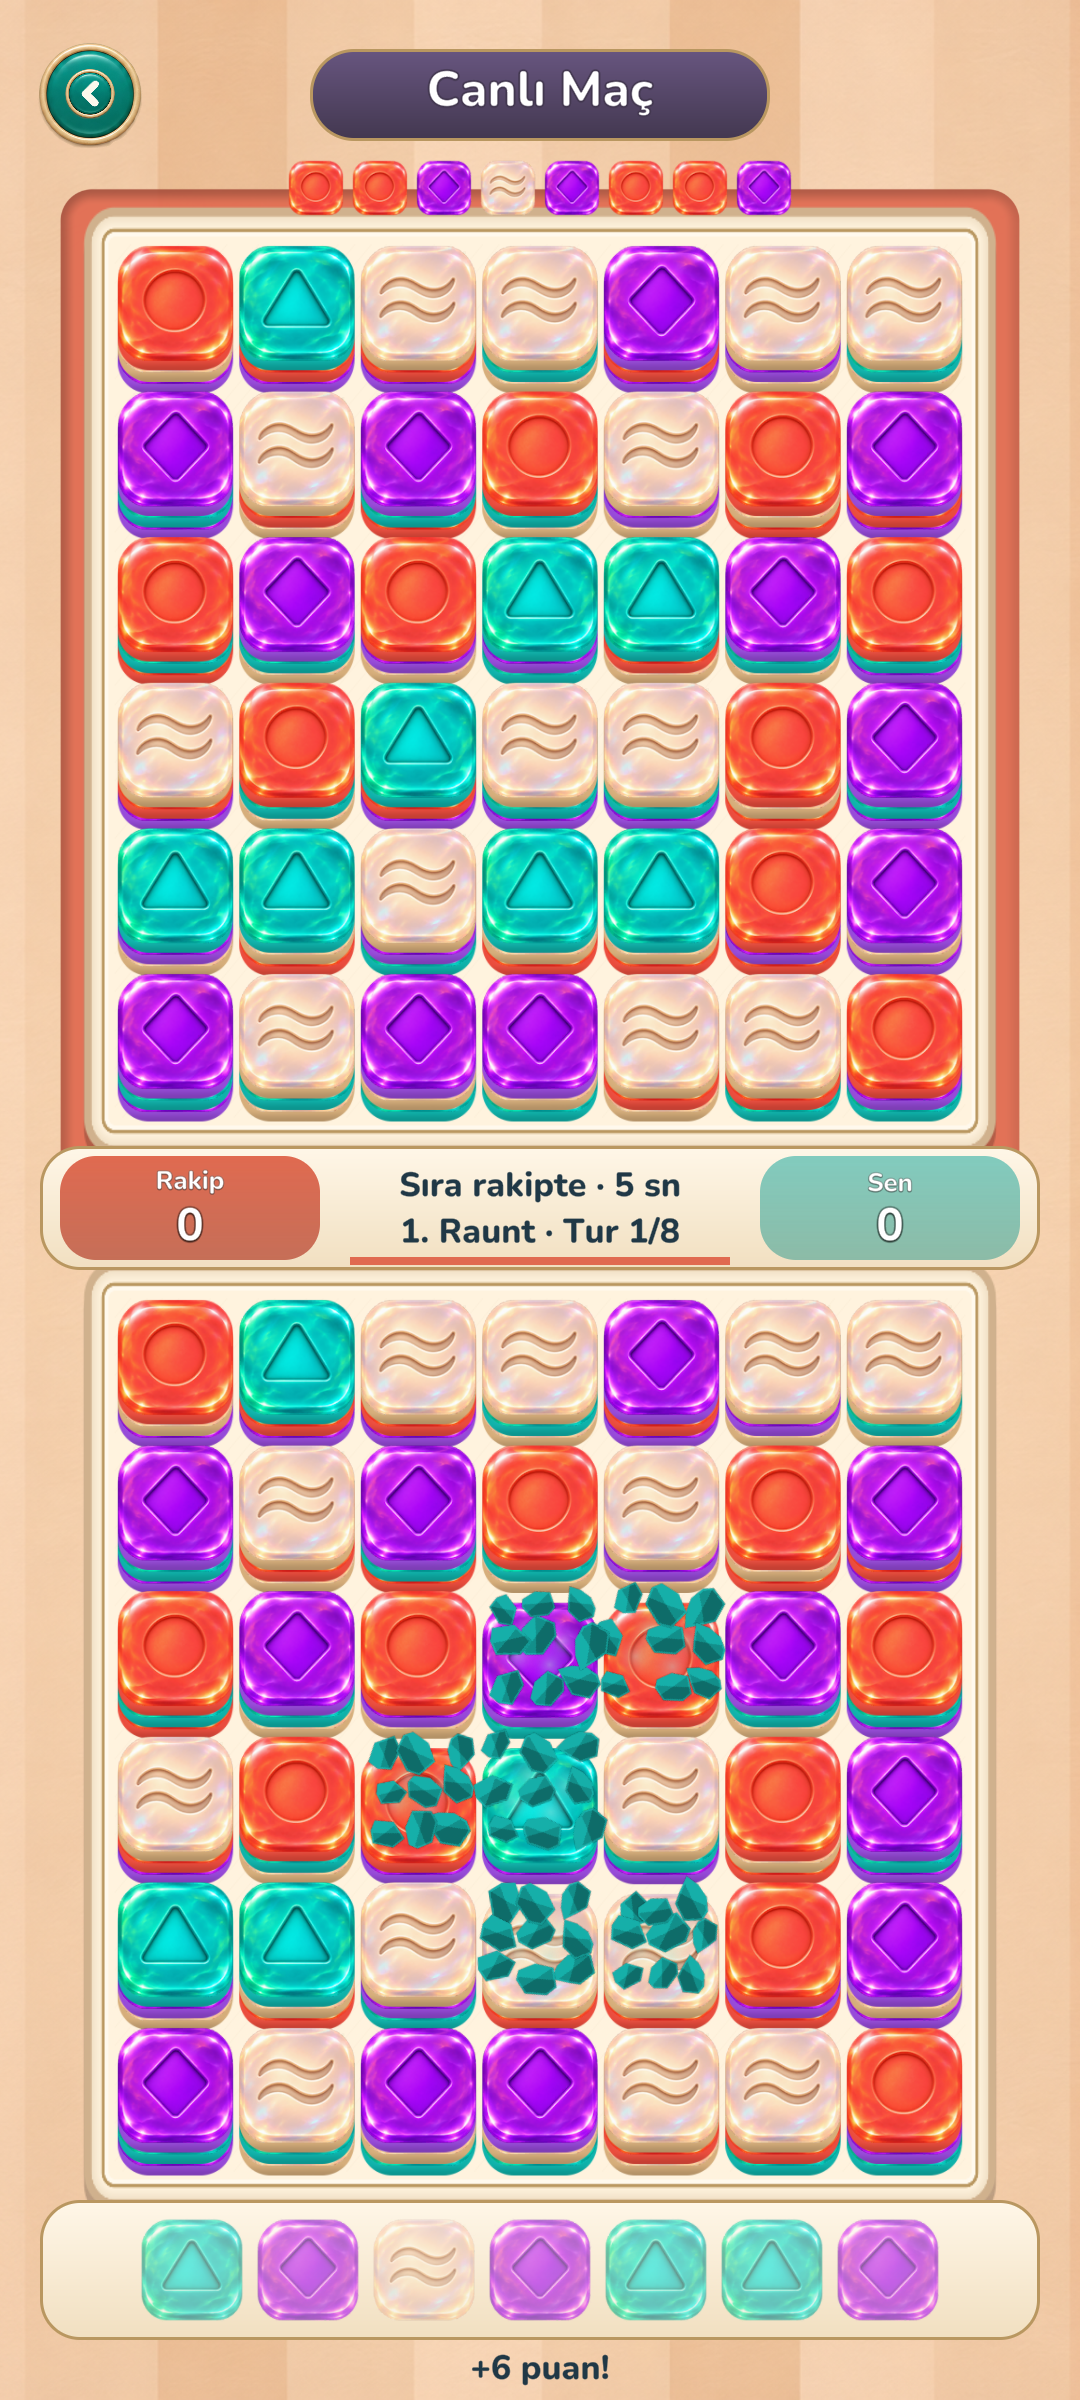 Canlı Maç
Rakip
0
Sıra rakipte · 5 sn
1. Raunt · Tur 1/8
Sen
0
+6 puan!